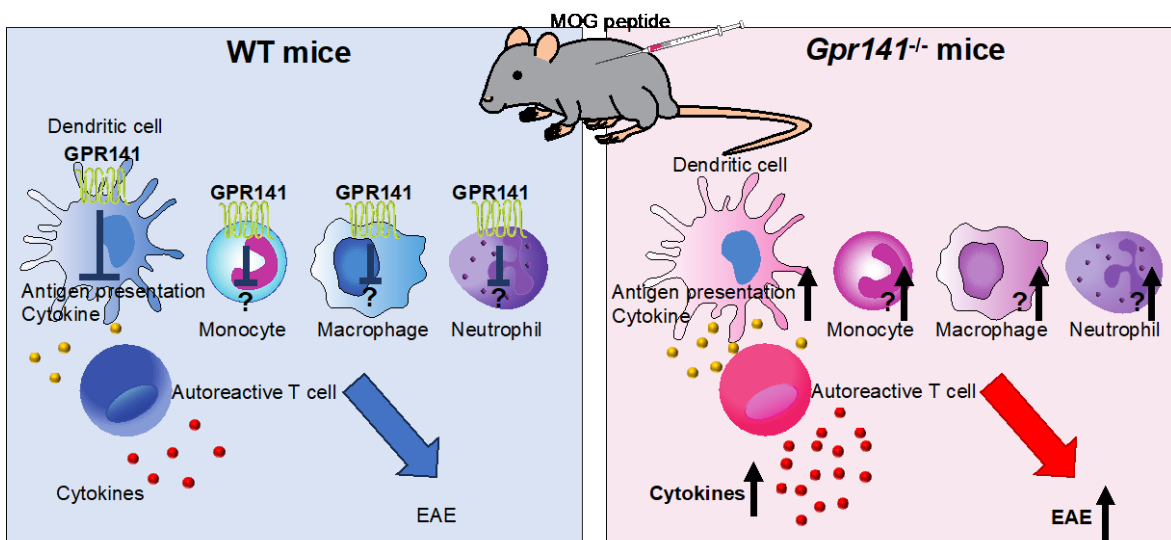 MOG peptide
WT mice
Dendritic cell
GPR141
GPR141
GPR141
GPR141
Antigen presentation
Cytokine
?
?
?
Monocyte
Macrophage
Neutrophil
Autoreactive T cell
Cytokines
EAE
Gpr141-/- mice
Dendritic cell
Antigen presentation
Cytokine
?
?
?
Monocyte
Macrophage
Neutrophil
Autoreactive T cell
Cytokines
EAE